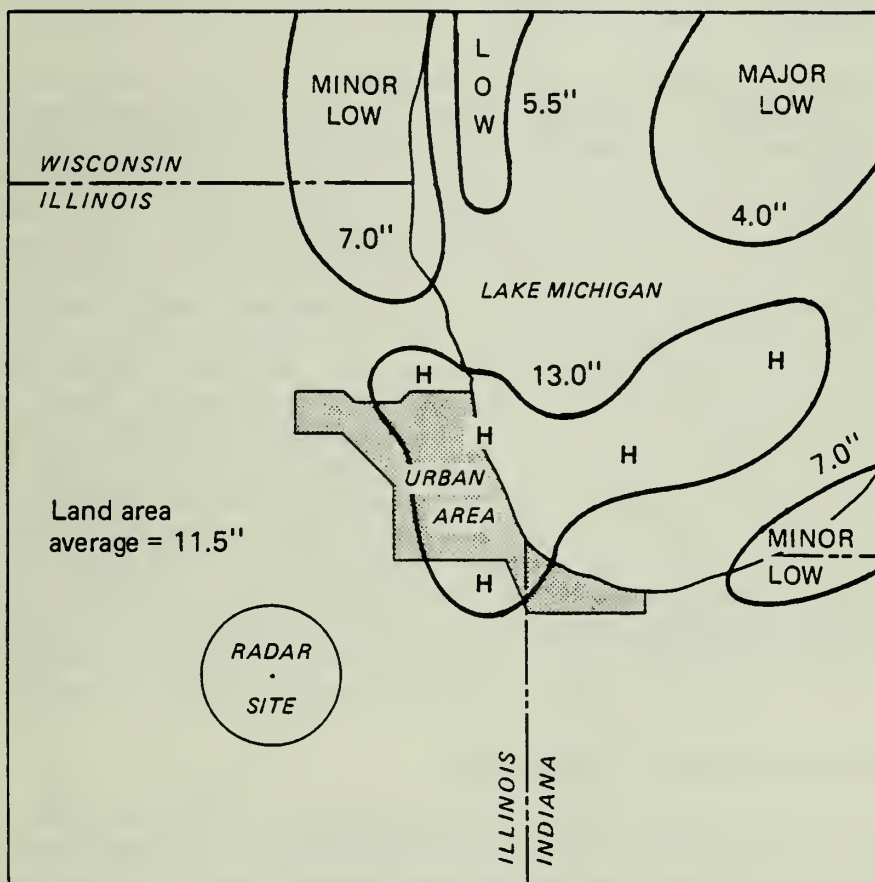 L
O
W
MINOR
LOW
5.5"
MAJOR
LOW
WISCONSIN
ILLINOIS
7.0"
4.0"
LAKE MICHIGAN
H
13.0"
H
H
H
7.0"
URBAN
AREA
Land area
average = 11.5"
MINOR
LOW
H
RADAR
SITE
ILLINOIS
INDIANA